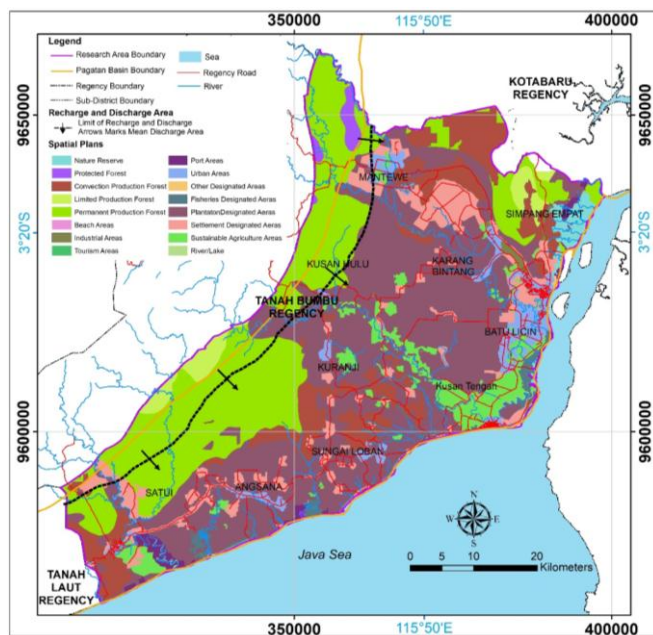 350000
115°50'E
400000
Legend
Research Area Boundary
Pagatan Basin Boundary
Regency Boundary
Sub-District Boundary
Sea
Regency Road
River
Recharge and Discharge Area
Limit of Recharge and Discharge
Arrows Marks Mean Discharge Area
Spatial Plans
Nature Reserve
Protected Forest
Convection Production Forest
Limited Production Forest
Permanent Production Forest
Beach Areas
Industrial Areas
Tourism Areas
Port Areas
Urban Areas
Other Designated Areas
Fisheries Designated Aeras
PlantatonDesignated Aeras
Settlement Designated Aeras
Sustainable Agriculture Areas
River/Lake
KOTABARU
REGENCY
9650000
9650000
MANTEWE
SIMPANG EMPAT
3°20'S
3°20'S
KUSAN HULU
KARANG
BINTANG
TANAH BUMBU
REGENCY
BATU LICIN
KURANJI
Kusan Tengan
9600000
9600000
SUNGAI LOBAN
SATUI
ANGSANA
N
W
E
S
Java Sea
0
5
10
20
Kilometers
TANAH
LAUT
REGENCY
350000
115°50'E
400000